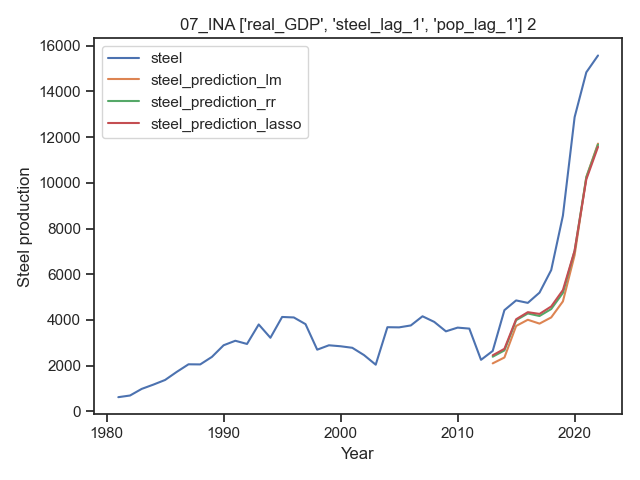 07_INA ['real_GDP', 'steel_lag_1', 'pop_lag_1'] 2
steel
steel_prediction_lm
steel_prediction_rr
steel_prediction_lasso
Steel production
16000
14000
12000
10000
8000
6000
4000
2000
0
1980
1990
2000
2010
2020
Year